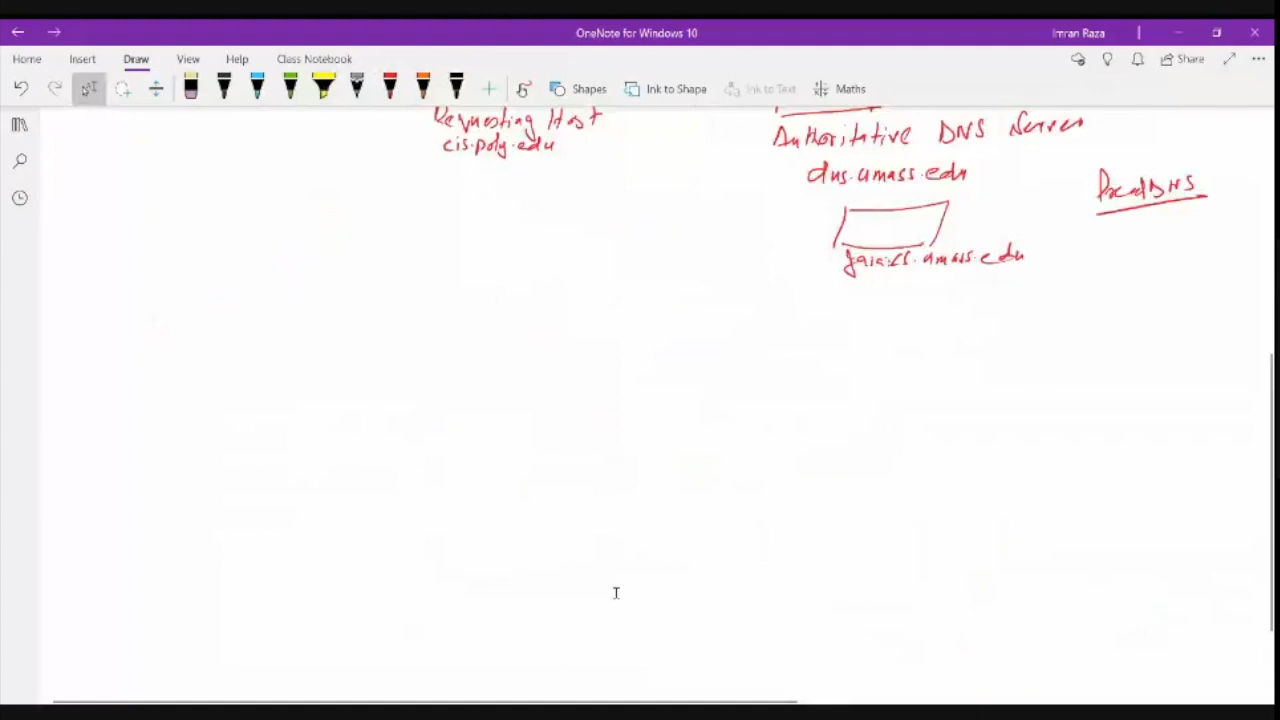 OneNote for Windows 10
Imran Raza
Home Insert Draw View Help Class Notebook
Share
Shapes
Ink to Shape
Ink to Text
Maths
Requesting Host
cis.poly.edu
Authoritative DNS Server
dns.umass.edu
DNS
gaia.cs.umass.edu